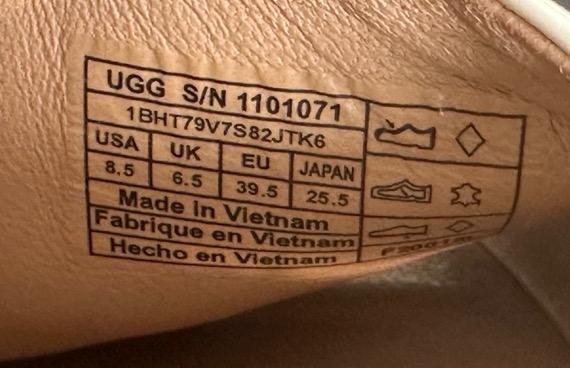 UGG S/N 1101071
1BHT79V7S82JTK6
USA UK EU JAPAN
8.5 6.5 39.5 25.5
Made in Vietnam
Fabrique en Vietnam
Hecho en Vietnam